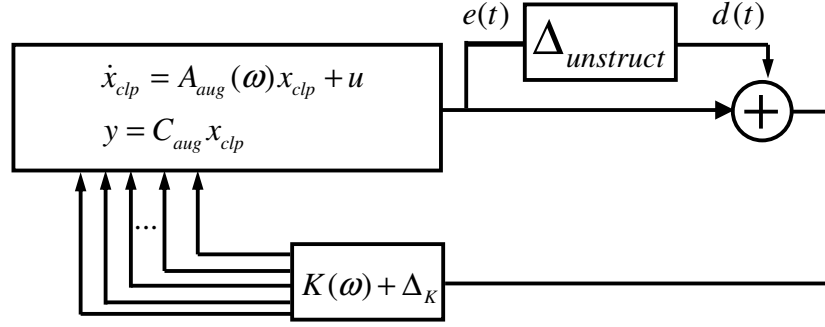 e(t)
d(t)
Δ_unstruct
ẋ_clp = A_aug(ω)x_clp + u
y = C_aug x_clp
+
...
K(ω) + Δ_K